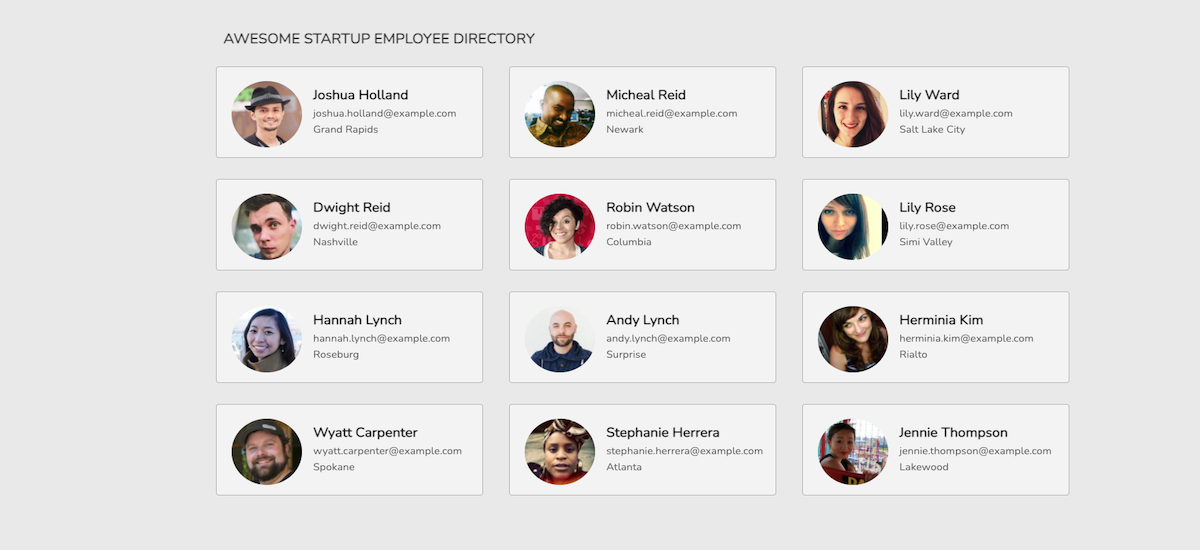 AWESOME STARTUP EMPLOYEE DIRECTORY
Joshua Holland
joshua.holland@example.com
Grand Rapids
Micheal Reid
micheal.reid@example.com
Newark
Lily Ward
lily.ward@example.com
Salt Lake City
Dwight Reid
dwight.reid@example.com
Nashville
Robin Watson
robin.watson@example.com
Columbia
Lily Rose
lily.rose@example.com
Simi Valley
Hannah Lynch
hannah.lynch@example.com
Roseburg
Andy Lynch
andy.lynch@example.com
Surprise
Herminia Kim
herminia.kim@example.com
Rialto
Wyatt Carpenter
wyatt.carpenter@example.com
Spokane
Stephanie Herrera
stephanie.herrera@example.com
Atlanta
Jennie Thompson
jennie.thompson@example.com
Lakewood